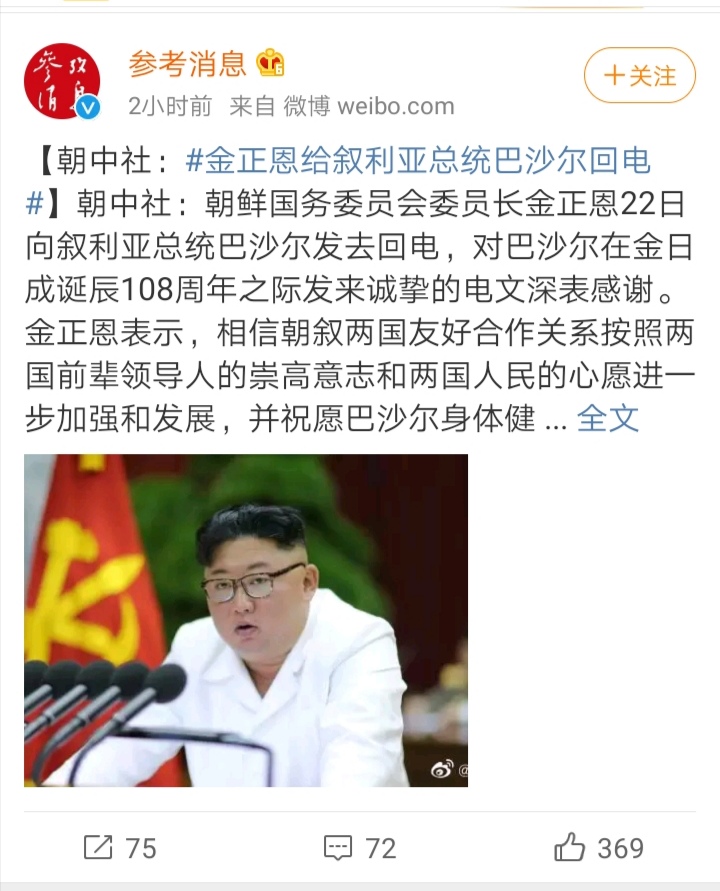 参考消息
2小时前 来自 微博 weibo.com
+关注
【朝中社：#金正恩给叙利亚总统巴沙尔回电
#】朝中社：朝鲜国务委员会委员长金正恩22日
向叙利亚总统巴沙尔发去回电，对巴沙尔在金日
成诞辰108周年之际发来诚挚的电文深表感谢。
金正恩表示，相信朝叙两国友好合作关系按照两
国前辈领导人的崇高意志和两国人民的心愿进一
步加强和发展，并祝愿巴沙尔身体健 ... 全文
@
75
72
369